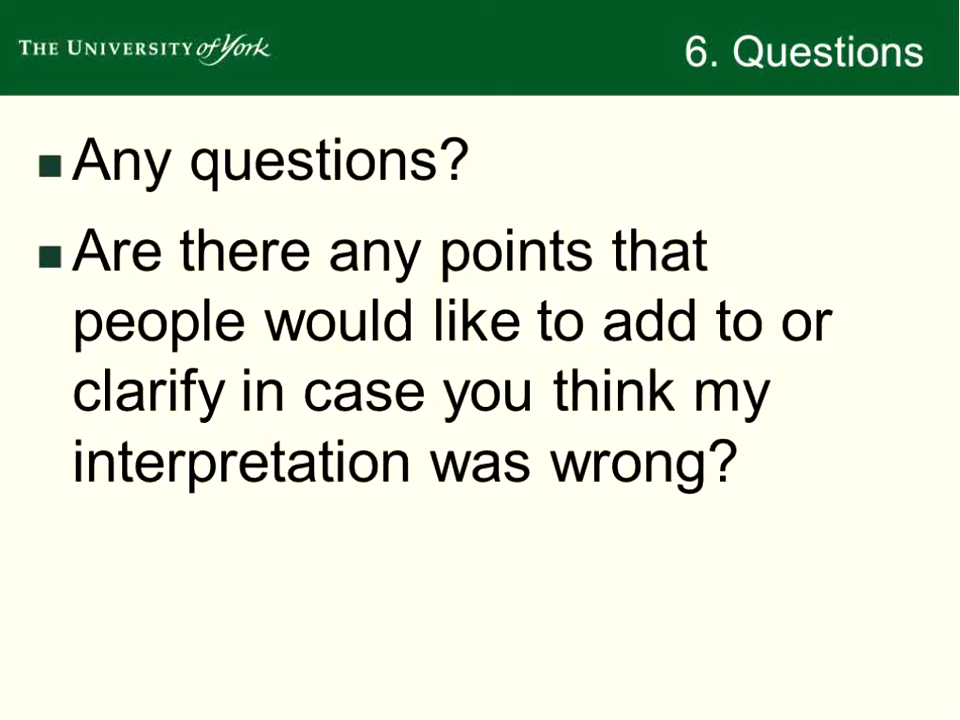 THE UNIVERSITY of York
6. Questions
Any questions?
Are there any points that
people would like to add to or
clarify in case you think my
interpretation was wrong?